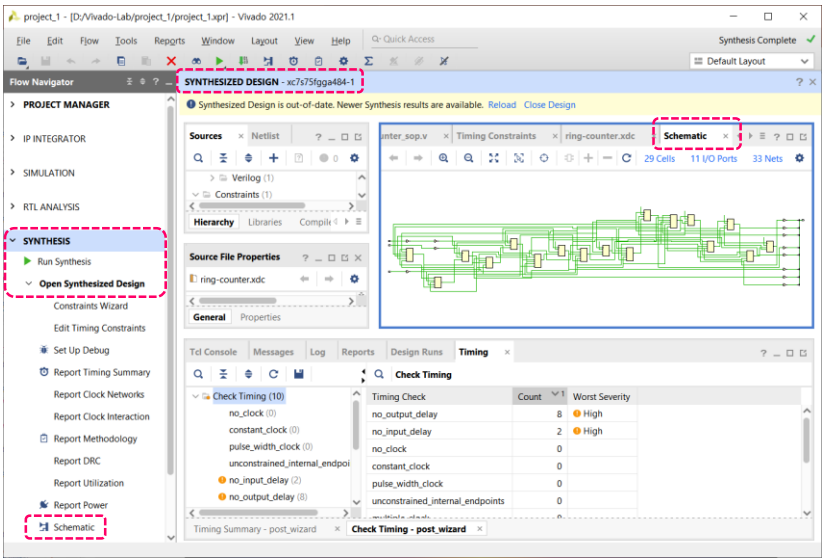 project_1 - [D:/Vivado-Lab/project_1/project_1.xpr] - Vivado 2021.1
File Edit Flow Tools Reports Window Layout View Help Q- Quick Access Synthesis Complete
Default Layout
Flow Navigator ? SYNTHESIZED DESIGN - xc7s75fgga484-1 ?
Synthesized Design is out-of-date. Newer Synthesis results are available. Reload Close Design
PROJECT MANAGER
IP INTEGRATOR
SIMULATION
RTL ANALYSIS
SYNTHESIS
Run Synthesis
Open Synthesized Design
Constraints Wizard
Edit Timing Constraints
Set Up Debug
Report Timing Summary
Report Clock Networks
Report Clock Interaction
Report Methodology
Report DRC
Report Utilization
Report Power
Schematic
Sources Netlist ?
0
Verilog (1)
Constraints (1)
Hierarchy Libraries Compile
Source File Properties ?
ring-counter.xdc
General Properties
unter_sop.v Timing Constraints ring-counter.xdc Schematic ?
29 Cells 11 I/O Ports 33 Nets
Tcl Console Messages Log Reports Design Runs Timing ?
Check Timing
Check Timing (10)
no_clock (0)
constant_clock (0)
pulse_width_clock (0)
unconstrained_internal_endpoi
no_input_delay (2)
no_output_delay (8)
Timing Check Count 1 Worst Severity
no_output_delay 8 High
no_input_delay 2 High
no_clock 0
constant_clock 0
pulse_width_clock 0
unconstrained_internal_endpoints 0
Timing Summary - post_wizard Check Timing - post_wizard